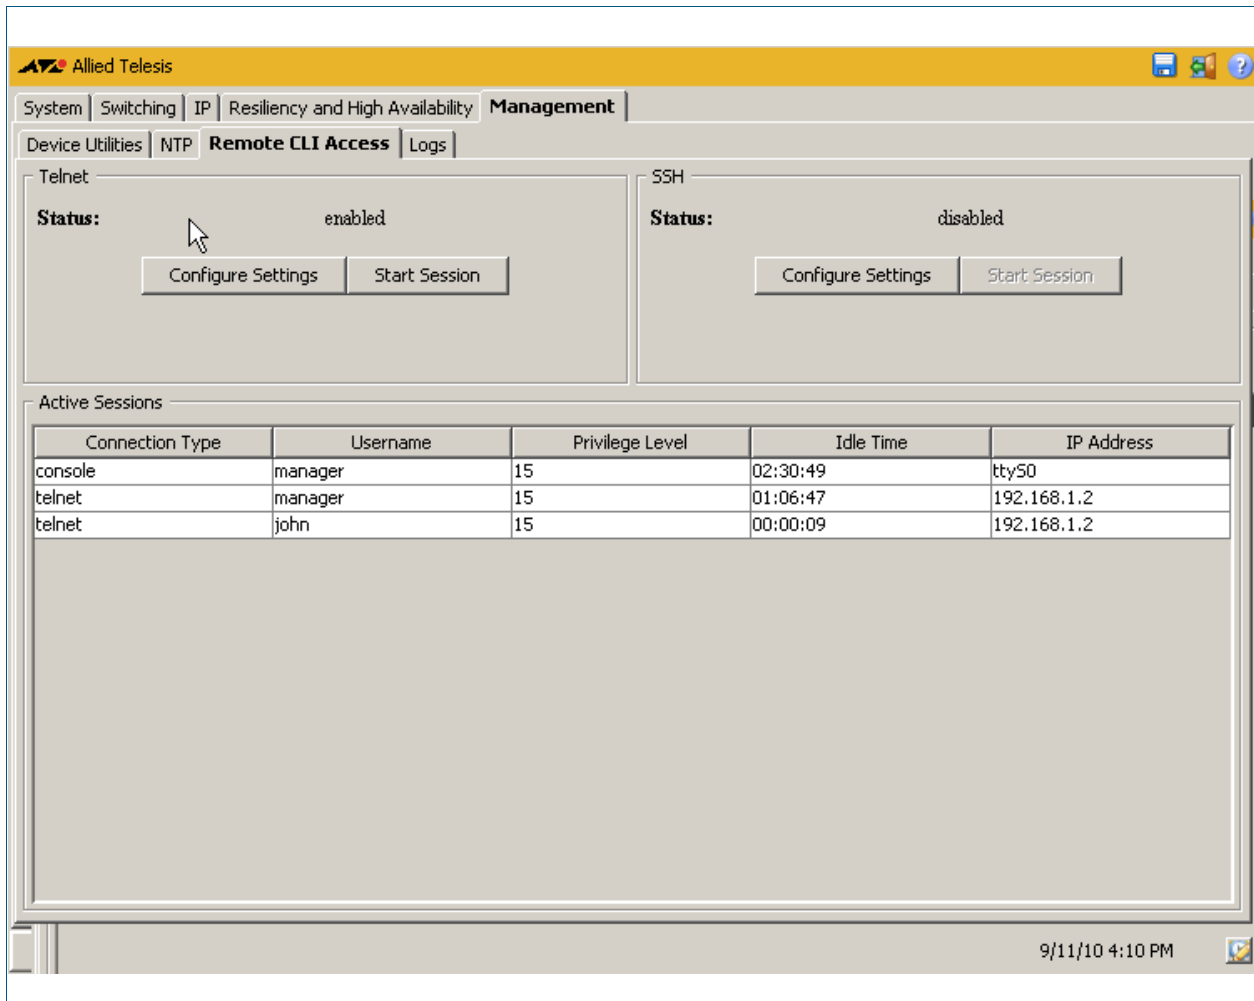 Allied Telesis
System Switching IP Resiliency and High Availability Management
Device Utilities NTP Remote CLI Access Logs
Telnet
Status: enabled
Configure Settings Start Session
SSH
Status: disabled
Configure Settings Start Session
Active Sessions
Connection Type Username Privilege Level Idle Time IP Address
console manager 15 02:30:49 ttyS0
telnet manager 15 01:06:47 192.168.1.2
telnet john 15 00:00:09 192.168.1.2
9/11/10 4:10 PM